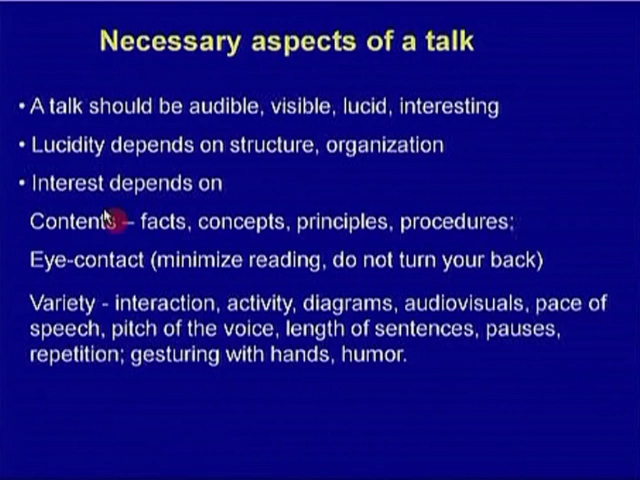 Necessary aspects of a talk
• A talk should be audible, visible, lucid, interesting
• Lucidity depends on structure, organization
• Interest depends on
Contents – facts, concepts, principles, procedures;
Eye-contact (minimize reading, do not turn your back)
Variety - interaction, activity, diagrams, audiovisuals, pace of
speech, pitch of the voice, length of sentences, pauses,
repetition; gesturing with hands, humor.